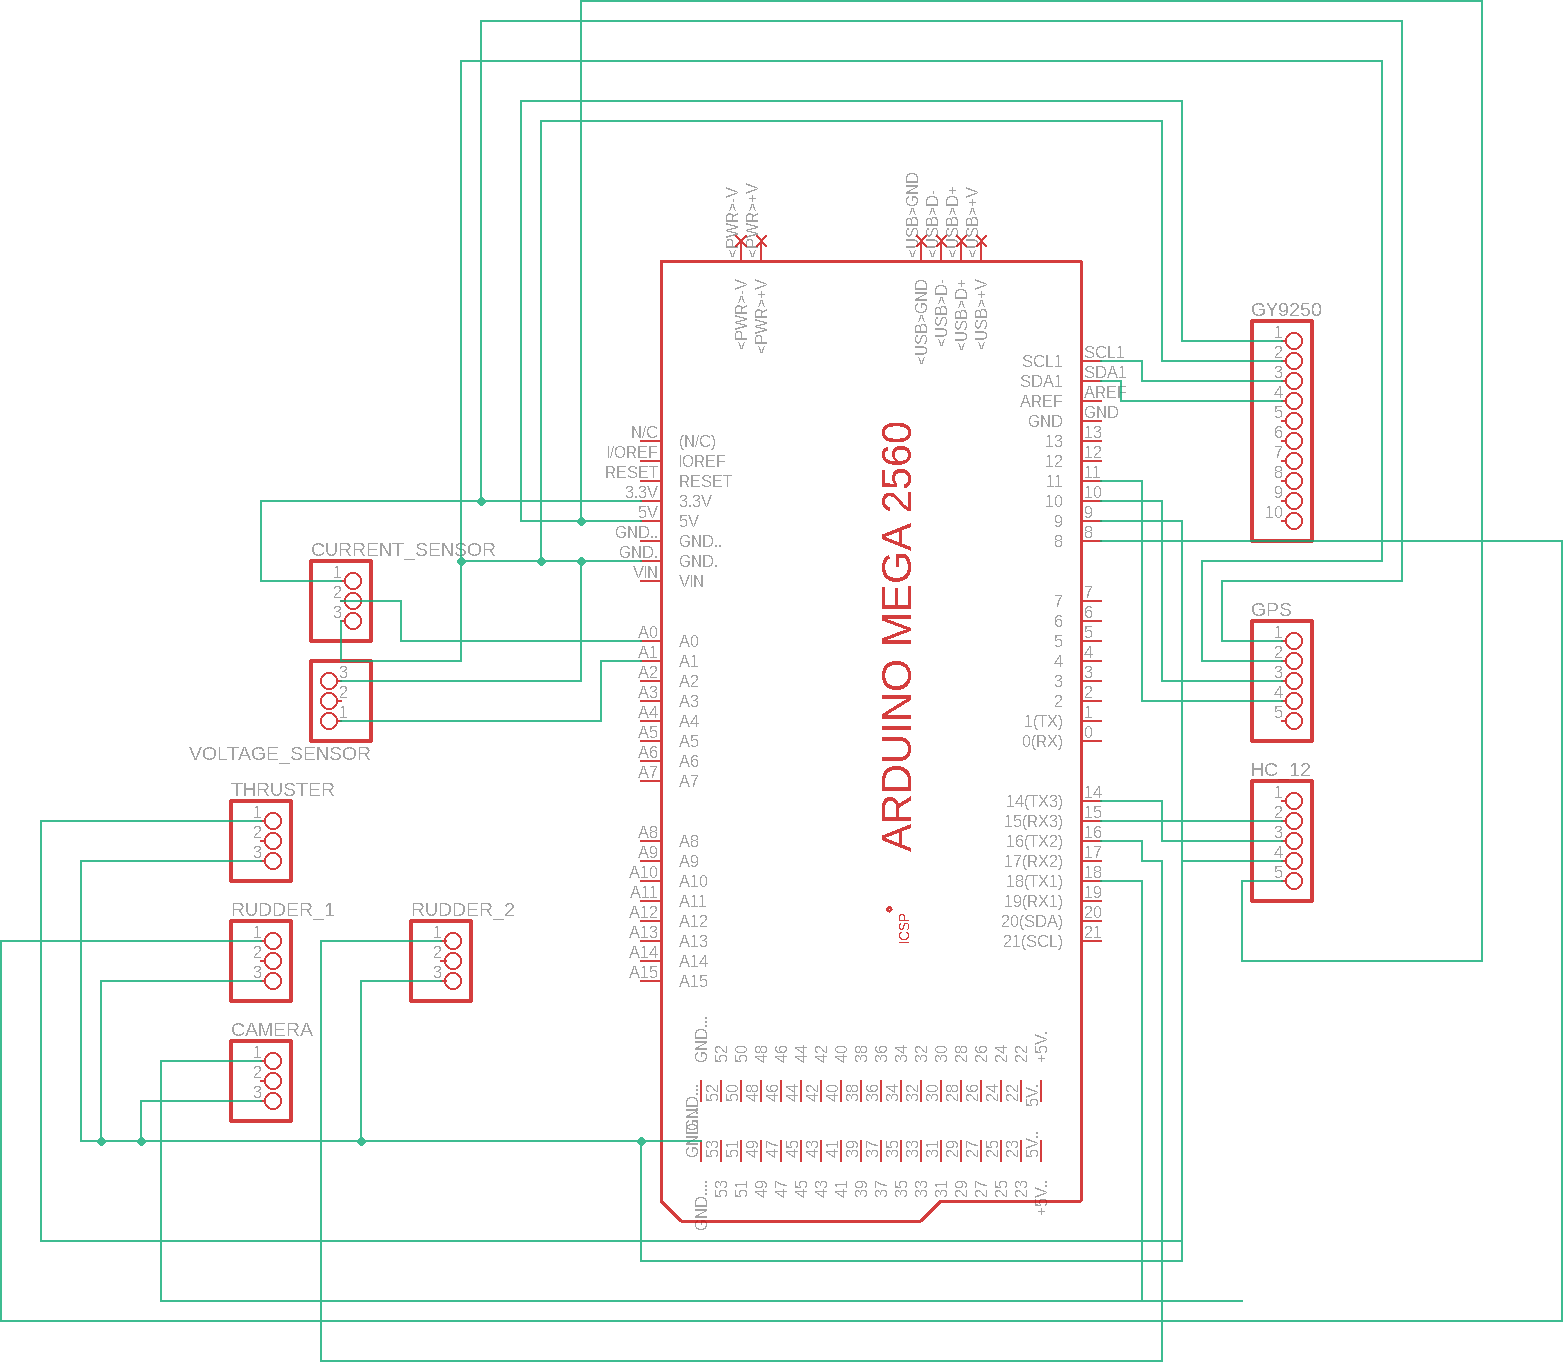 <PWR>-V
<PWR>+V
<USB>GND
<USB>D-
<USB>D+
<USB>+V
<PWR>-V
<PWR>+V
<USB>GND
<USB>D-
<USB>D+
<USB>+V
ARDUINO MEGA 2560
ICSP
N/C (N/C)
I/OREF IOREF
RESET RESET
3.3V 3.3V
5V 5V
GND.. GND..
GND. GND.
VIN VIN
A0 A0
A1 A1
A2 A2
A3 A3
A4 A4
A5 A5
A6 A6
A7 A7
A8 A8
A9 A9
A10 A10
A11 A11
A12 A12
A13 A13
A14 A14
A15 A15
SCL1 SCL1
SDA1 SDA1
AREF AREF
GND GND
13 13
12 12
11 11
10 10
9 9
8 8
7 7
6 6
5 5
4 4
3 3
2 2
1(TX) 1
0(RX) 0
14(TX3) 14
15(RX3) 15
16(TX2) 16
17(RX2) 17
18(TX1) 18
19(RX1) 19
20(SDA) 20
21(SCL) 21
GND... 52 50 48 46 44 42 40 38 36 34 32 30 28 26 24 22 +5V.
GND... 52 50 48 46 44 42 40 38 36 34 32 30 28 26 24 22 5V.
GND.... 53 51 49 47 45 43 41 39 37 35 33 31 29 27 25 23 5V..
GND.... 53 51 49 47 45 43 41 39 37 35 33 31 29 27 25 23 +5V..
CURRENT_SENSOR
1
2
3
3
2
1
VOLTAGE_SENSOR
THRUSTER
1
2
3
RUDDER_1
1
2
3
RUDDER_2
1
2
3
CAMERA
1
2
3
GY9250
1
2
3
4
5
6
7
8
9
10
GPS
1
2
3
4
5
HC_12
1
2
3
4
5